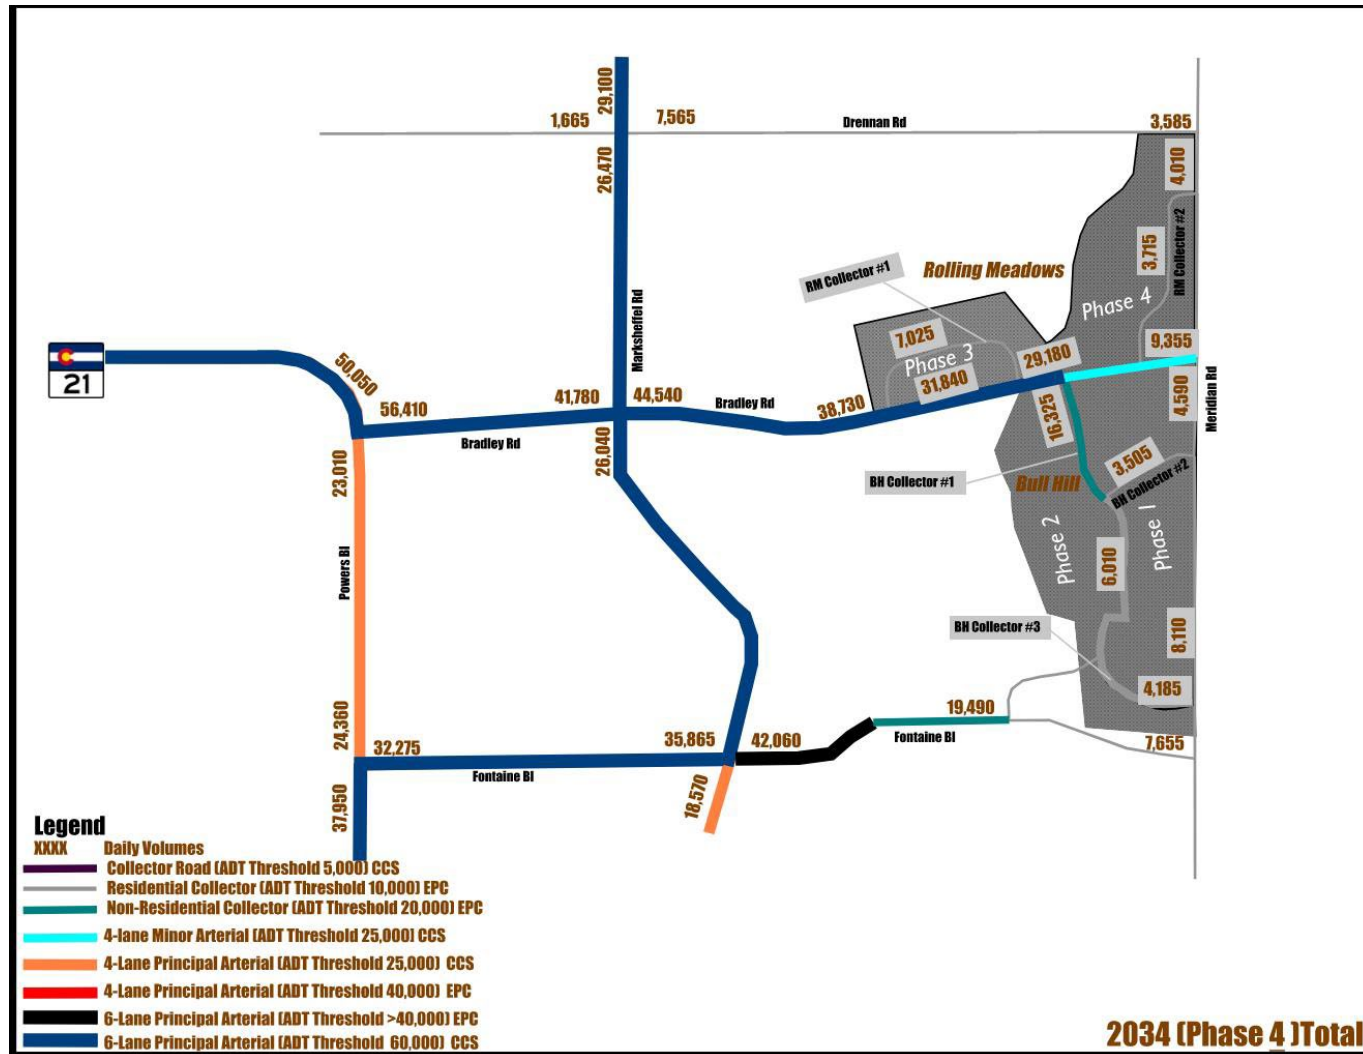 29,100
1,665
7,565
Drennan Rd
3,585
26,470
4,010
RM Collector #2
3,715
RM Collector #1
Rolling Meadows
Phase 4
Marksheffel Rd
7,025
Phase 3
29,180
9,355
21
50,050
31,840
56,410
41,780
44,540
Bradley Rd
38,730
16,325
4,590
Meridian Rd
Bradley Rd
26,040
23,010
3,505
BH Collector #2
BH Collector #1
Bull Hill
Phase 2
Phase 1
Powers Bl
6,010
BH Collector #3
8,110
4,185
24,360
32,275
35,865
42,060
19,490
Fontaine Bl
7,655
Fontaine Bl
37,950
18,570
Legend
XXXX Daily Volumes
Collector Road (ADT Threshold 5,000) CCS
Residential Collector (ADT Threshold 10,000) EPC
Non-Residential Collector (ADT Threshold 20,000) EPC
4-lane Minor Arterial (ADT Threshold 25,000] CCS
4-Lane Principal Arterial (ADT Threshold 25,000) CCS
4-Lane Principal Arterial (ADT Threshold 40,000) EPC
6-Lane Principal Arterial (ADT Threshold >40,000) EPC
6-Lane Principal Arterial (ADT Threshold 60,000) CCS
2034 (Phase 4 )Total